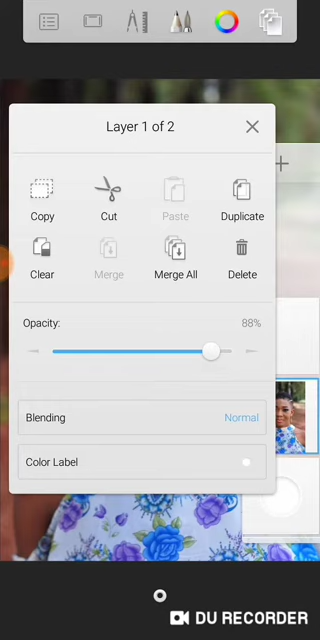 Layer 1 of 2
Copy
Cut
Paste
Duplicate
Clear
Merge
Merge All
Delete
Opacity:
88%
Blending
Normal
Color Label
DU RECORDER